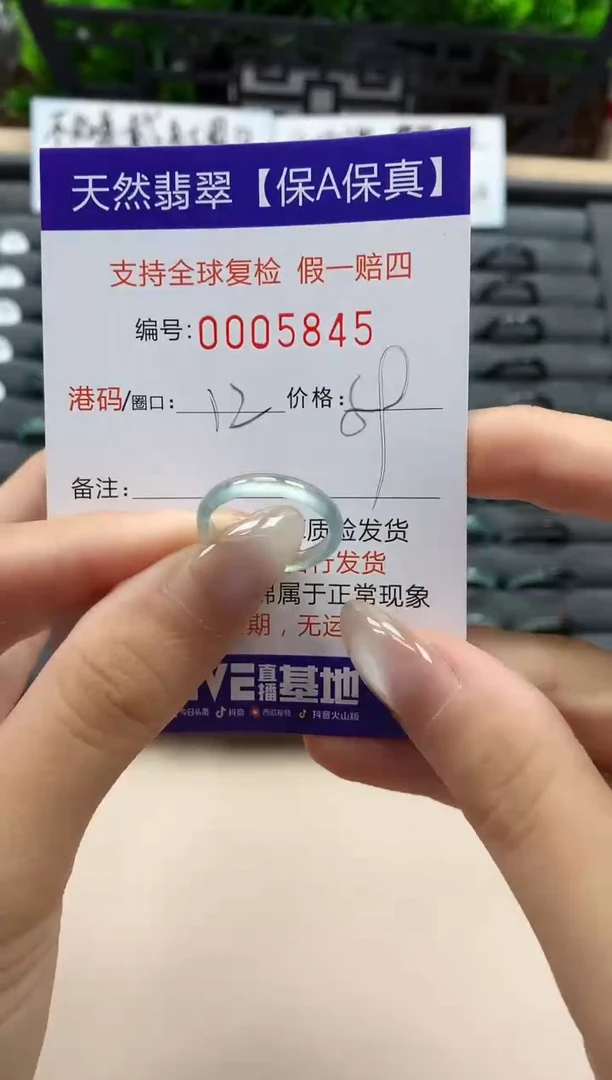 天然翡翠【保A保真】
支持全球复检 假一赔四
编号:0005845
港码/圈口: 12 价格:
备注:
质检发货
行发货
属于正常现象
期，无运
VE直播基地
抖音 西瓜视频 抖音火山版